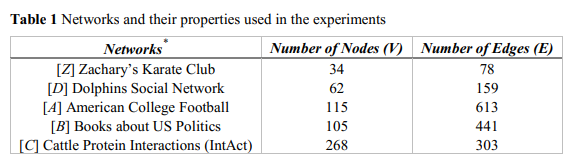 Table 1 Networks and their properties used in the experiments
Networks* Number of Nodes (V) Number of Edges (E)
[Z] Zachary's Karate Club 34 78
[D] Dolphins Social Network 62 159
[A] American College Football 115 613
[B] Books about US Politics 105 441
[C] Cattle Protein Interactions (IntAct) 268 303